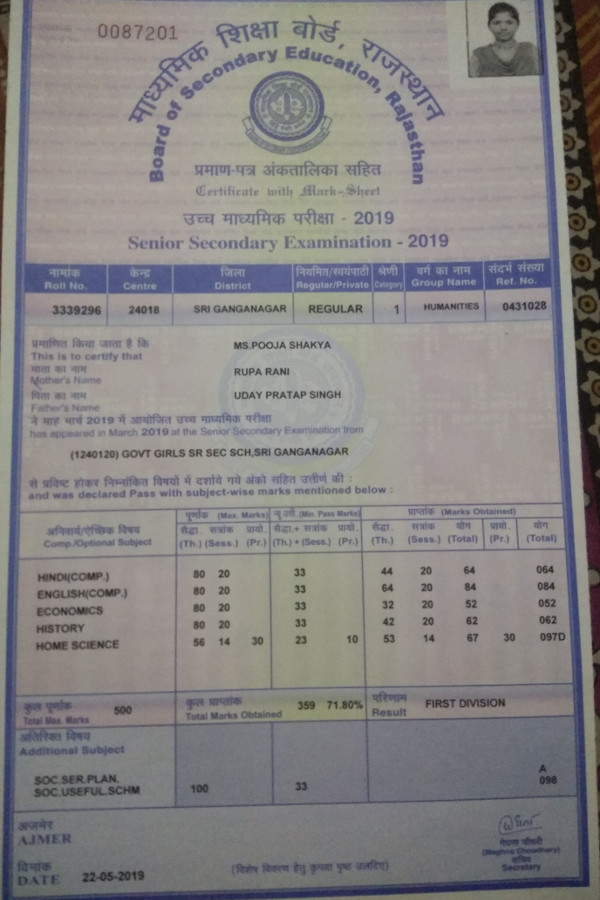 0087201
माध्यमिक शिक्षा बोर्ड, राजस्थान
Board of Secondary Education, Rajasthan
प्रमाण-पत्र अंकतालिका सहित
Certificate with Mark-Sheet
उच्च माध्यमिक परीक्षा - 2019
Senior Secondary Examination - 2019
नामांक केन्द्र जिला नियमित/स्वयंपाठी श्रेणी वर्ग का नाम संदर्भ संख्या
Roll No. Centre District Regular/Private Category Group Name Ref. No.
3339296 24018 SRI GANGANAGAR REGULAR 1 HUMANITIES 0431028
प्रमाणित किया जाता है कि
This is to certify that MS.POOJA SHAKYA
माता का नाम
Mother's Name RUPA RANI
पिता का नाम
Father's Name UDAY PRATAP SINGH
ने माह मार्च 2019 में आयोजित उच्च माध्यमिक परीक्षा
has appeared in March 2019 at the Senior Secondary Examination from
(1240120) GOVT GIRLS SR SEC SCH,SRI GANGANAGAR
से प्रविष्ट होकर निम्नांकित विषयों में दर्शाये गये अंको सहित उत्तीर्ण की :
and was declared Pass with subject-wise marks mentioned below :
पूर्णांक (Max. Marks) (Min. Pass Marks) प्राप्तांक (Marks Obtained)
अनिवार्य/ऐच्छिक विषय सैद्धा. सत्रांक प्रायो. सैद्धा.+ सत्रांक प्रायो. सैद्धा. सत्रांक योग प्रायो. योग
Comp./Optional Subject (Th.) (Sess.) (Pr.) (Th.) + (Sess.) (Pr.) (Th.) (Sess.) (Total) (Pr.) (Total)
HINDI(COMP.) 80 20 33 44 20 64 064
ENGLISH(COMP.) 80 20 33 64 20 84 084
ECONOMICS 80 20 33 32 20 52 052
HISTORY 80 20 33 42 20 62 062
HOME SCIENCE 56 14 30 23 10 53 14 67 30 097D
कुल पूर्णांक 500 कुल प्राप्तांक 359 71.80% परिणाम FIRST DIVISION
Total Max. Marks Total Marks Obtained Result
अतिरिक्त विषय
Additional Subject
SOC.SER.PLAN. A
SOC.USEFUL.SCHM 100 33 098
अजमेर
AJMER
मेघना चौधरी
(Meghna Choudhary)
सचिव
Secretary
दिनांक
DATE 22-05-2019
(विशेष विवरण हेतु कृपया पृष्ठ उलटिए)